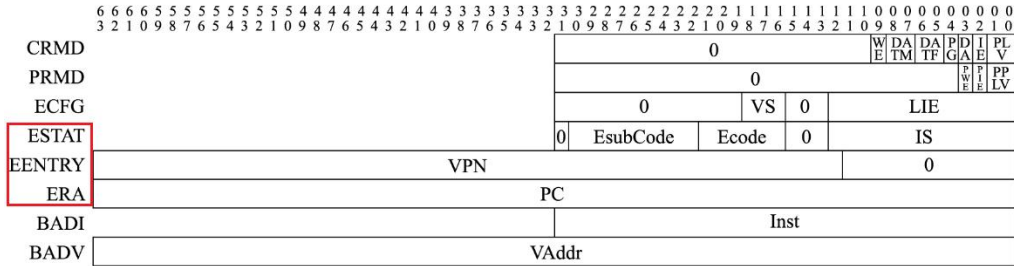 6 6 6 6 5 5 5 5 5 5 5 5 5 5 4 4 4 4 4 4 4 4 4 4 3 3 3 3 3 3 3 3 3 3 2 2 2 2 2 2 2 2 2 2 1 1 1 1 1 1 1 1 1 1 0 0 0 0 0 0 0 0 0 0
3 2 1 0 9 8 7 6 5 4 3 2 1 0 9 8 7 6 5 4 3 2 1 0 9 8 7 6 5 4 3 2 1 0 9 8 7 6 5 4 3 2 1 0 9 8 7 6 5 4 3 2 1 0 9 8 7 6 5 4 3 2 1 0
CRMD 0 WE DATM DATF PG DA IE PLV
PRMD 0 PWE PIE PPLV
ECFG 0 VS 0 LIE
ESTAT 0 EsubCode Ecode 0 IS
EENTRY VPN 0
ERA PC
BADI Inst
BADV VAddr